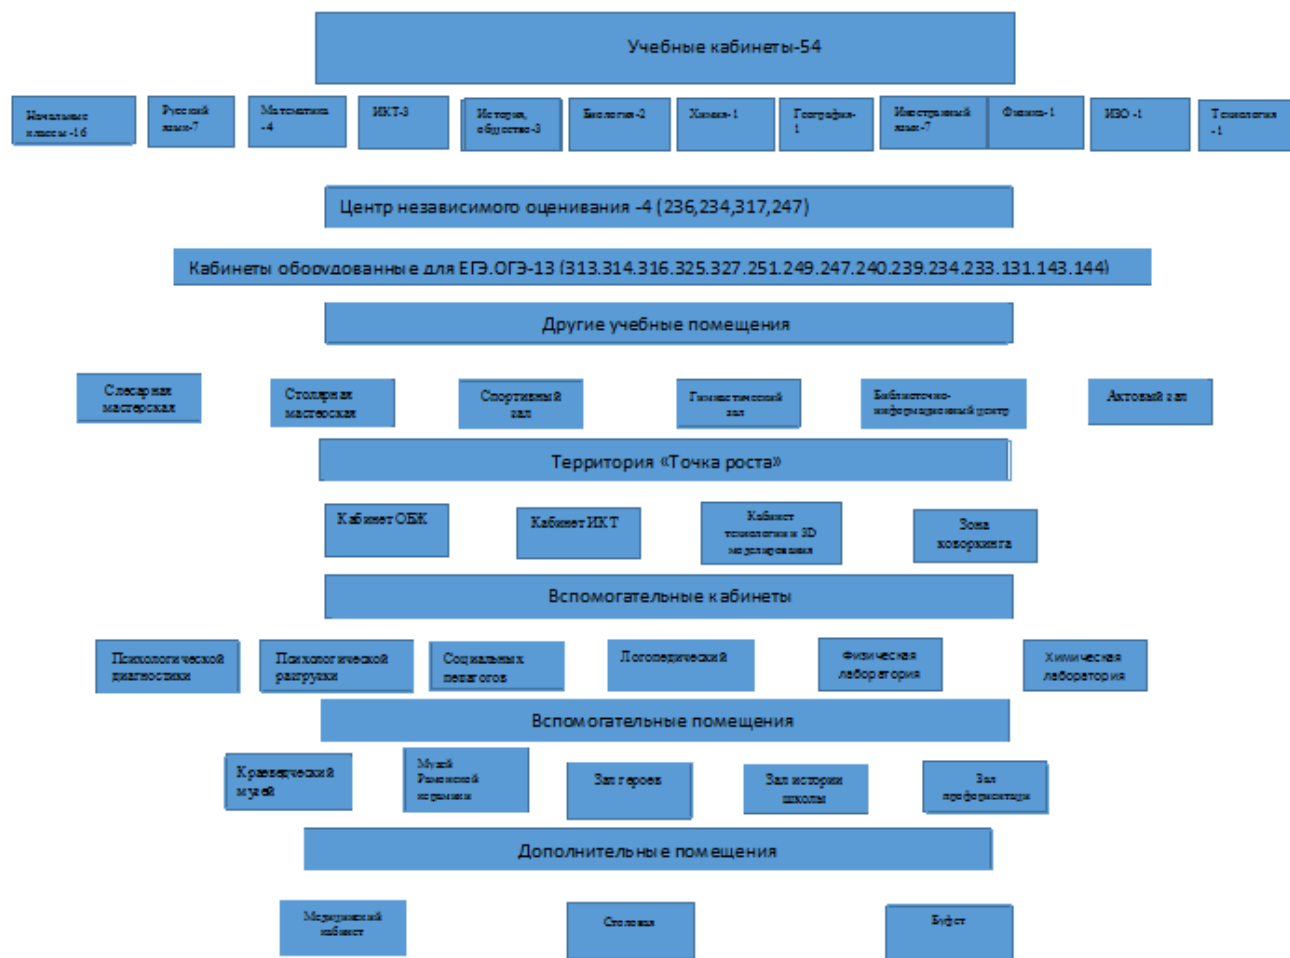 Учебные кабинеты-54
Начальные
классы -16
Русский
язык-7
Математика
-4
ИКТ-3
История,
общество-3
Биология-2
Химия-1
География-
1
Иностранный
язык-7
Физика-1
ИЗО -1
Технология
-1
Центр независимого оценивания -4 (236,234,317,247)
Кабинеты оборудованные для ЕГЭ.ОГЭ-13 (313.314.316.325.327.251.249.247.240.239.234.233.131.143.144)
Другие учебные помещения
Слесарная
мастерская
Столярная
мастерская
Спортивный
зал
Гимнастический
зал
Библиотечно-
информационный центр
Актовый зал
Территория «Точка роста»
Кабинет ОБЖ
Кабинет ИКТ
Кабинет
технологии и 3D
моделирования
Зона
коворкинга
Вспомогательные кабинеты
Психологической
диагностики
Психологической
разгрузки
Социальных
педагогов
Логопедический
Физическая
лаборатория
Химическая
лаборатория
Вспомогательные помещения
Краеведческий
музей
Музей
Рамонской
керамики
Зал героев
Зал истории
школы
Зал
профориентаци
Дополнительные помещения
Медицинский
кабинет
Столовая
Буфет